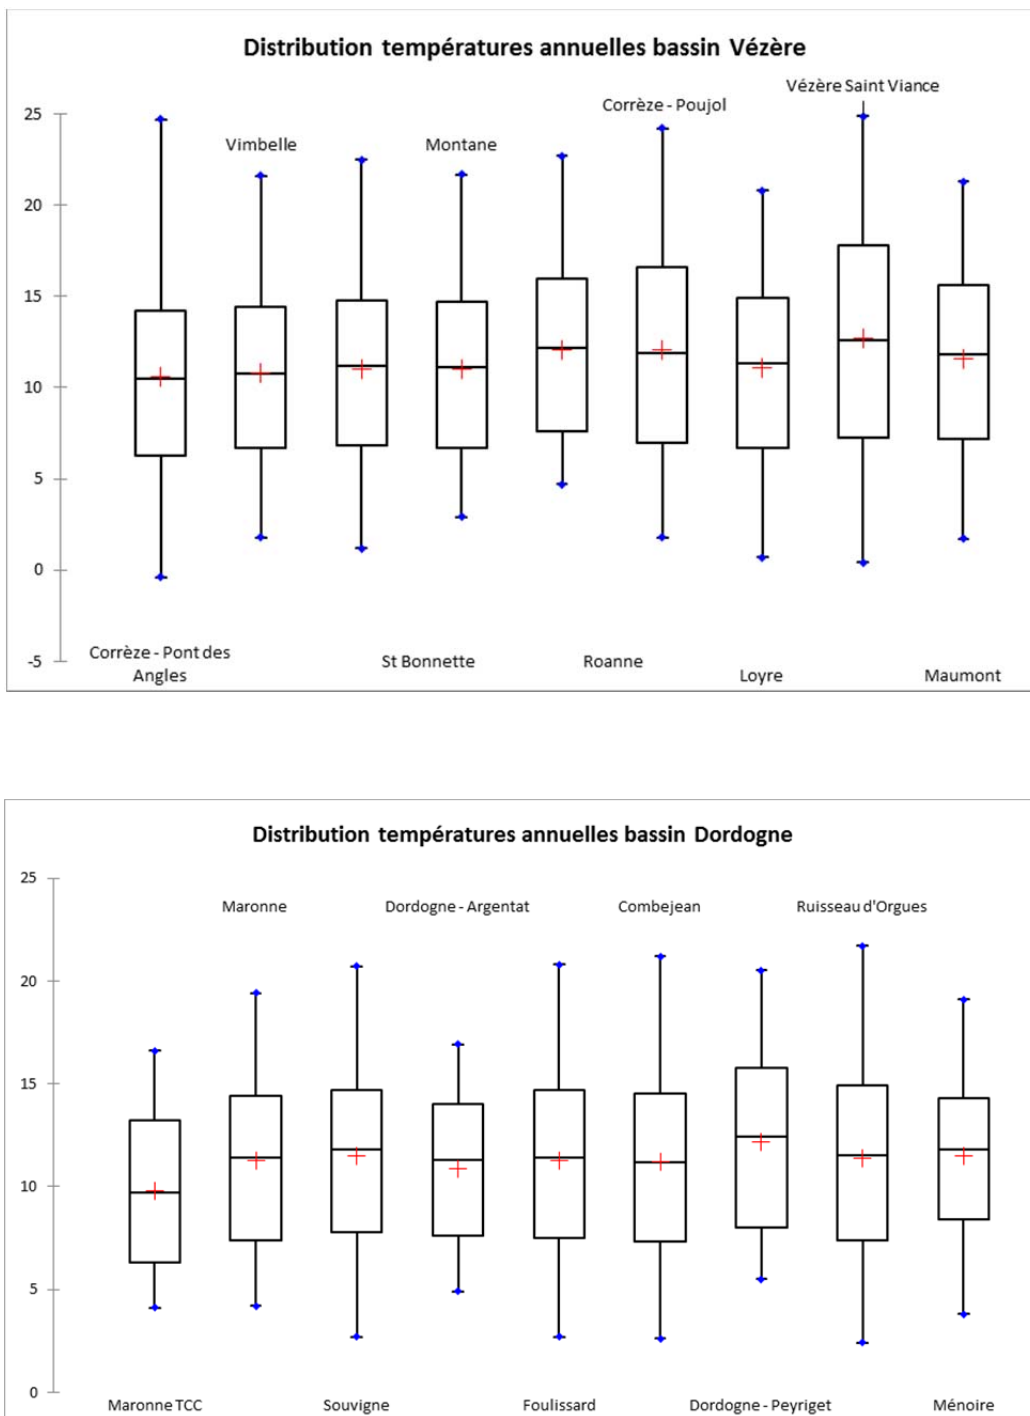 Distribution températures annuelles bassin Vézère
Vézère Saint Viance
Corrèze - Poujol
Vimbelle
Montane
25
20
15
10
5
0
-5
Corrèze - Pont des
Angles
St Bonnette
Roanne
Loyre
Maumont
Distribution températures annuelles bassin Dordogne
25
Maronne
Dordogne - Argentat
Combejean
Ruisseau d'Orgues
20
15
10
5
0
Maronne TCC
Souvigne
Foulissard
Dordogne - Peyriget
Ménoire